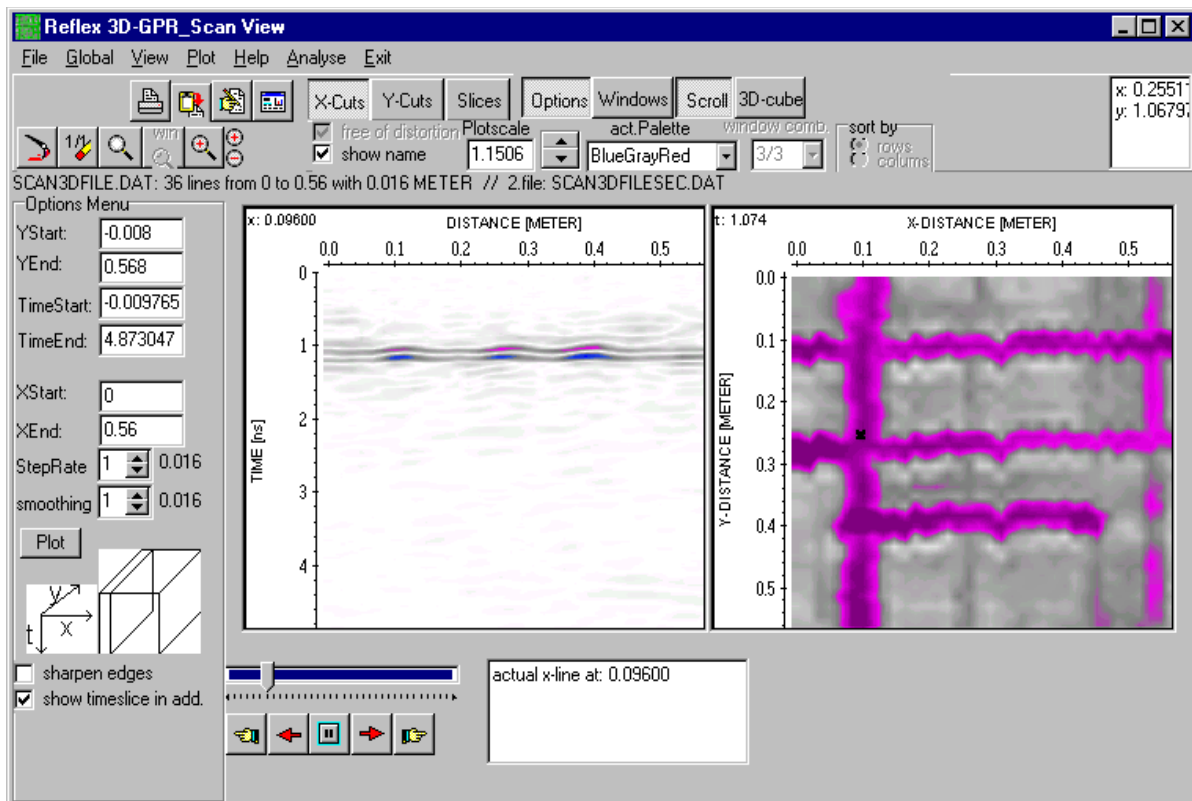 Reflex 3D-GPR_Scan View
File Global View Plot Help Analyse Exit
X-Cuts Y-Cuts Slices Options Windows Scroll 3D-cube
x: 0.25511
y: 1.0679
free of distortion Plotscale act.Palette window comb. sort by
win
show name 1.1506 BlueGrayRed 3/3 rows
colums
SCAN3DFILE.DAT: 36 lines from 0 to 0.56 with 0.016 METER // 2.file: SCAN3DFILESEC.DAT
Options Menu
YStart: -0.008
YEnd: 0.568
TimeStart: -0.009765
TimeEnd: 4.873047
XStart: 0
XEnd: 0.56
StepRate 1 0.016
smoothing 1 0.016
Plot
y
x
t
sharpen edges
show timeslice in add.
x: 0.09600 DISTANCE [METER]
0.0 0.1 0.2 0.3 0.4 0.5
0
1
2
3
4
TIME [ns]
t: 1.074 X-DISTANCE [METER]
0.0 0.1 0.2 0.3 0.4 0.5
0.0
0.1
0.2
0.3
0.4
0.5
Y-DISTANCE [METER]
actual x-line at: 0.09600